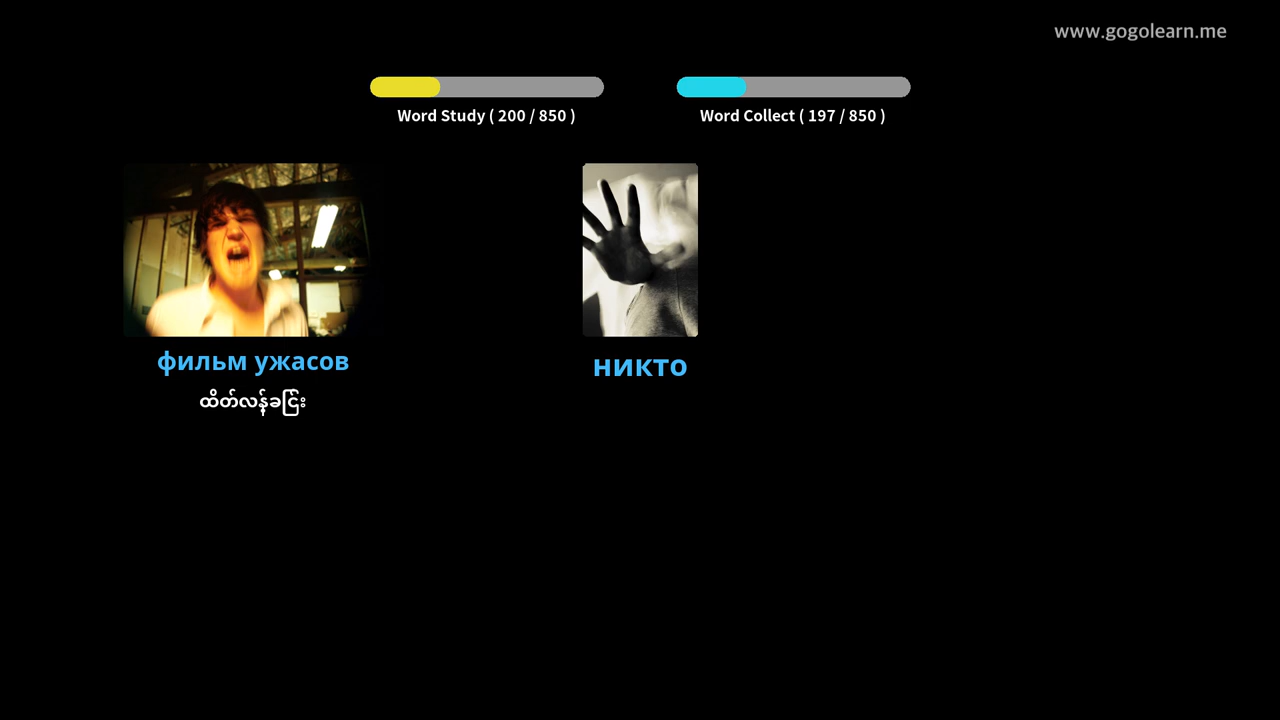 www.gogolearn.me
Word Study ( 200 / 850 )
Word Collect ( 197 / 850 )
фильм ужасов
ထိတ်လန့်ခြင်း
никто